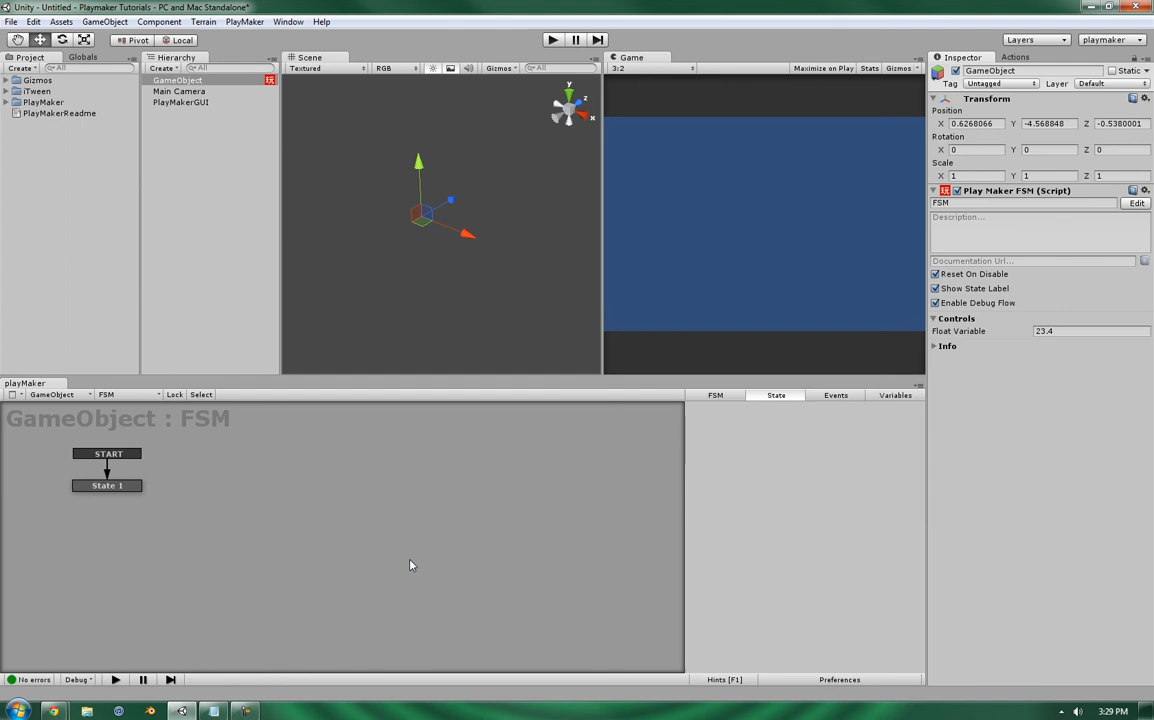 Unity - Untitled - Playmaker Tutorials - PC and Mac Standalone*
File Edit Assets GameObject Component Terrain PlayMaker Window Help
Pivot Local Layers playmaker
Project Globals
Create All
Gizmos
iTween
PlayMaker
PlayMakerReadme
Hierarchy
Create All
GameObject 玩
Main Camera
PlayMakerGUI
Scene
Textured RGB Gizmos All
y
z
x
Game
3:2 Maximize on Play Stats Gizmos
Inspector Actions
GameObject Static
Tag Untagged Layer Default
Transform
Position
X 0.6268066 Y -4.568848 Z -0.5380001
Rotation
X 0 Y 0 Z 0
Scale
X 1 Y 1 Z 1
玩 Play Maker FSM (Script)
FSM Edit
Description...
Documentation Url...
Reset On Disable
Show State Label
Enable Debug Flow
Controls
Float Variable 23.4
Info
playMaker
GameObject FSM Lock Select
FSM State Events Variables
GameObject : FSM
START
State 1
No errors Debug Hints [F1] Preferences
3:29 PM